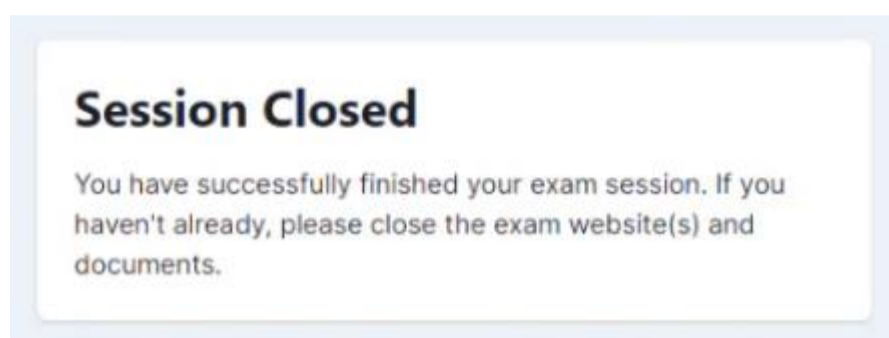 Session Closed
You have successfully finished your exam session. If you
haven't already, please close the exam website(s) and
documents.